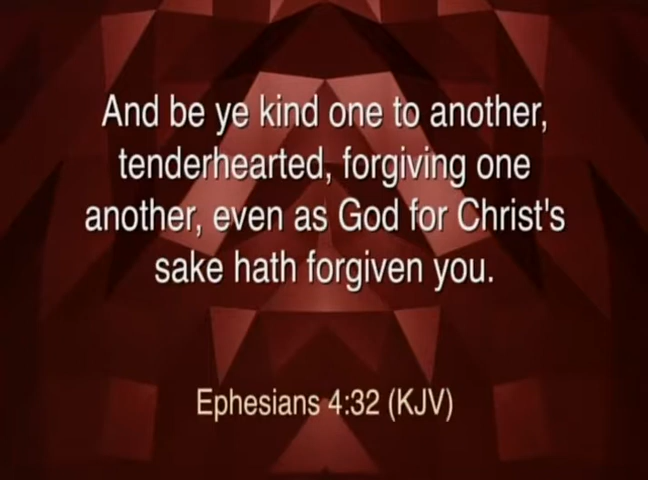 And be ye kind one to another,
tenderhearted, forgiving one
another, even as God for Christ's
sake hath forgiven you.
Ephesians 4:32 (KJV)